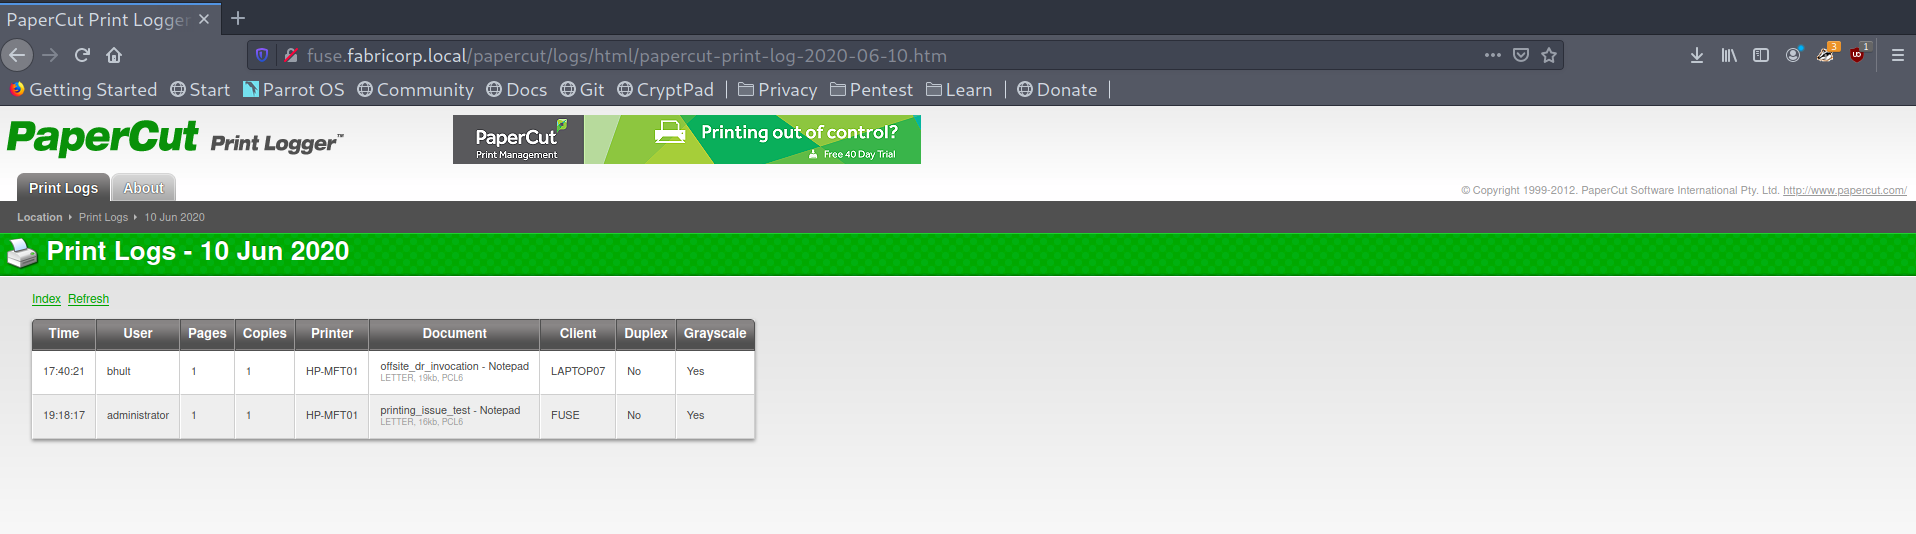 PaperCut Print Logger
fuse.fabricorp.local/papercut/logs/html/papercut-print-log-2020-06-10.htm
3
UD
1
Getting Started Start Parrot OS Community Docs Git CryptPad Privacy Pentest Learn Donate
PaperCut Print Logger™
PaperCut
Print Management
Printing out of control?
Free 40 Day Trial
Print Logs About
© Copyright 1999-2012. PaperCut Software International Pty. Ltd. http://www.papercut.com/
Location Print Logs 10 Jun 2020
Print Logs - 10 Jun 2020
Index Refresh
Time User Pages Copies Printer Document Client Duplex Grayscale
17:40:21 bhult 1 1 HP-MFT01 offsite_dr_invocation - Notepad LAPTOP07 No Yes
LETTER, 19kb, PCL6
19:18:17 administrator 1 1 HP-MFT01 printing_issue_test - Notepad FUSE No Yes
LETTER, 16kb, PCL6